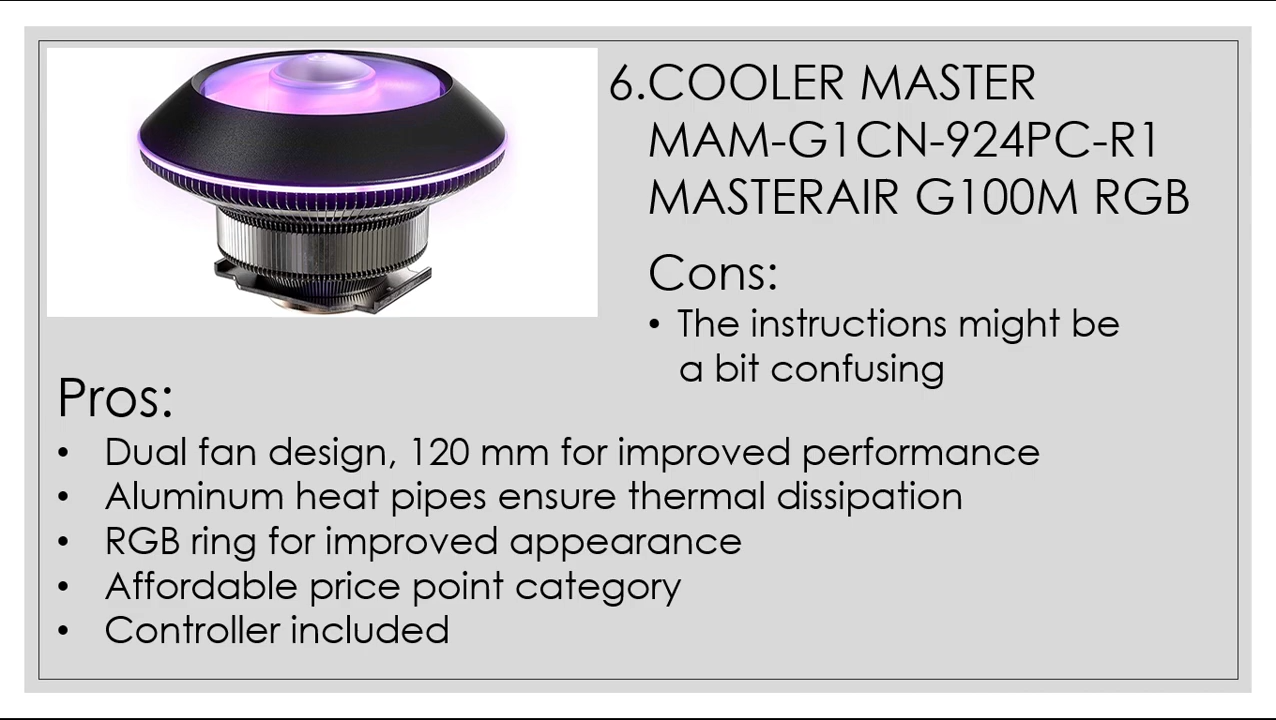 6.COOLER MASTER
MAM-G1CN-924PC-R1
MASTERAIR G100M RGB
Cons:
• The instructions might be
a bit confusing
Pros:
• Dual fan design, 120 mm for improved performance
• Aluminum heat pipes ensure thermal dissipation
• RGB ring for improved appearance
• Affordable price point category
• Controller included